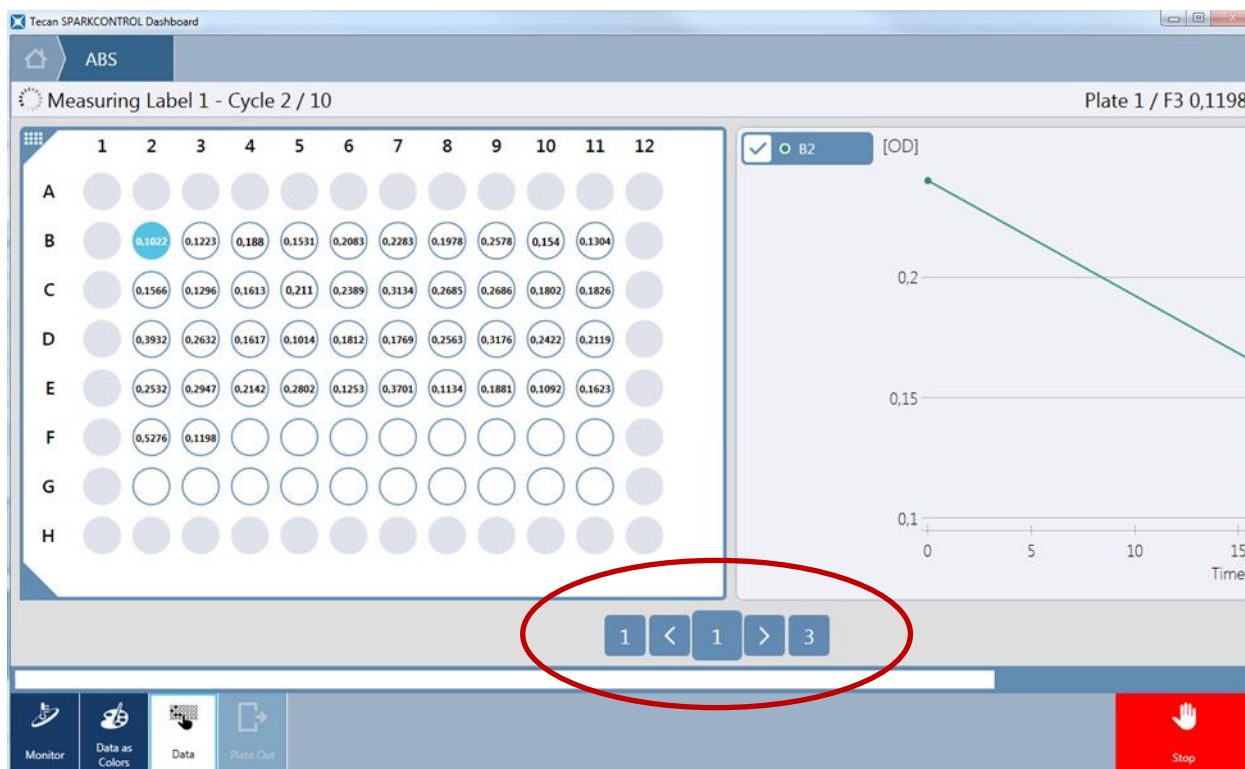 Tecan SPARKCONTROL Dashboard
ABS
Measuring Label 1 - Cycle 2 / 10
Plate 1 / F3 0,1198
1 2 3 4 5 6 7 8 9 10 11 12
A
B 0,1022 0,1223 0,188 0,1531 0,2083 0,2283 0,1978 0,2578 0,154 0,1304
C 0,1566 0,1296 0,1613 0,211 0,2389 0,3134 0,2685 0,2686 0,1802 0,1826
D 0,3932 0,2632 0,1617 0,1014 0,1812 0,1769 0,2563 0,3176 0,2422 0,2119
E 0,2532 0,2947 0,2142 0,2802 0,1253 0,3701 0,1134 0,1881 0,1092 0,1623
F 0,5276 0,1198
G
H
B2
[OD]
0,2
0,15
0,1
0 5 10 15
Time
1 < 1 > 3
Monitor
Data as
Colors
Data
Plate Out
Stop